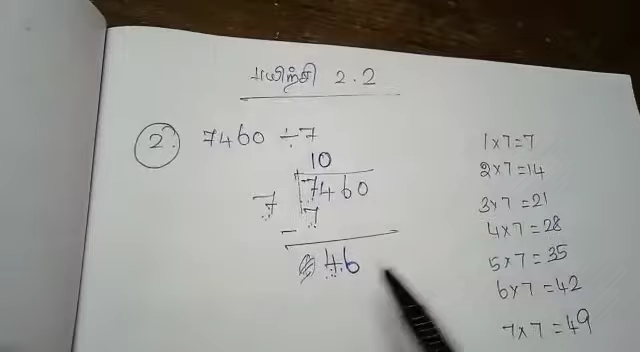 பயிற்சி 2.2
2. 7460 ÷ 7
10
7 7460
- 7
46
1 x 7 = 7
2 x 7 = 14
3 x 7 = 21
4 x 7 = 28
5 x 7 = 35
6 x 7 = 42
7 x 7 = 49